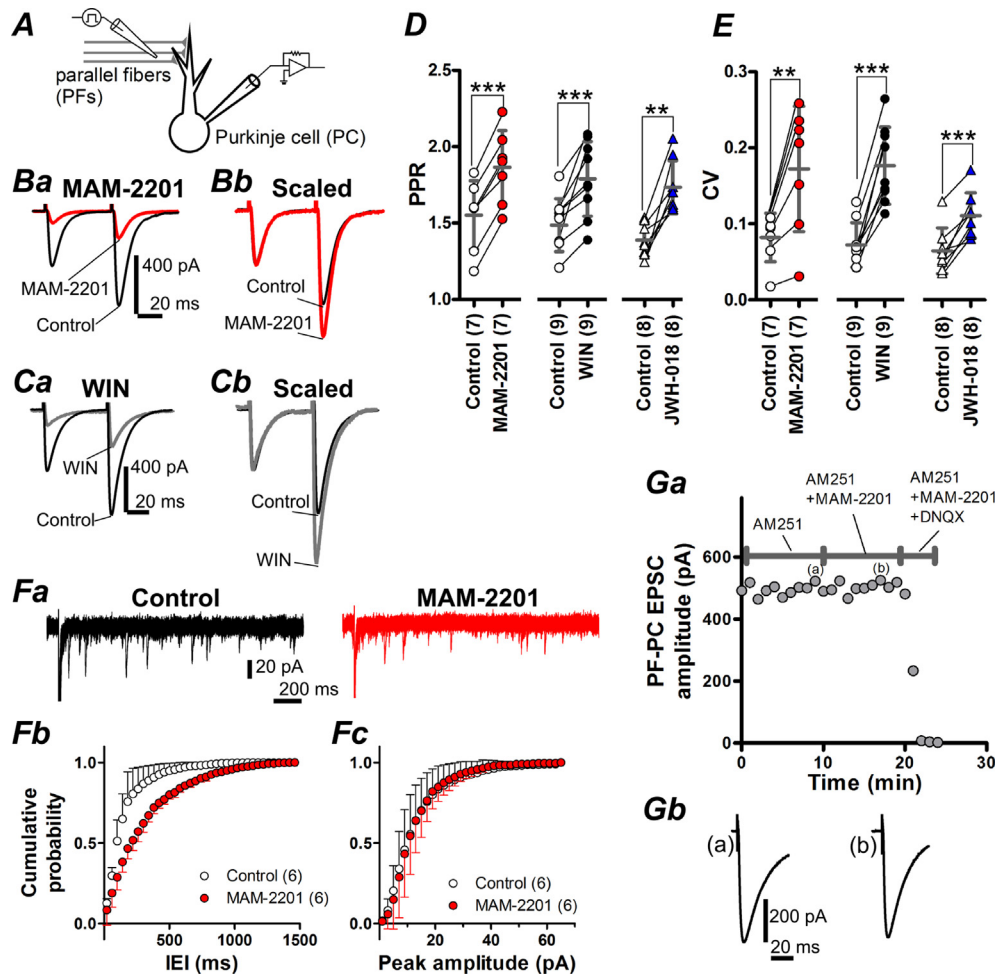 A
parallel fibers
(PFs)
Purkinje cell (PC)
Ba
MAM-2201
MAM-2201
Control
400 pA
20 ms
Bb
Scaled
Control
MAM-2201
Ca
WIN
WIN
Control
400 pA
20 ms
Cb
Scaled
Control
WIN
D
PPR
2.5
2.0
1.5
1.0
***
***
**
Control (7)
MAM-2201 (7)
Control (9)
WIN (9)
Control (8)
JWH-018 (8)
E
CV
0.3
0.2
0.1
0.0
**
***
***
Control (7)
MAM-2201 (7)
Control (9)
WIN (9)
Control (8)
JWH-018 (8)
Fa
Control
MAM-2201
20 pA
200 ms
Fb
Cumulative
probability
1.0
0.5
0.0
Control (6)
MAM-2201 (6)
0 500 1000 1500
IEI (ms)
Fc
1.0
0.5
0.0
Control (6)
MAM-2201 (6)
0 20 40 60
Peak amplitude (pA)
Ga
AM251
AM251
+MAM-2201
AM251
+MAM-2201
+DNQX
(a)
(b)
PF-PC EPSC
amplitude (pA)
600
400
200
0
0 10 20 30
Time (min)
Gb
(a)
(b)
200 pA
20 ms